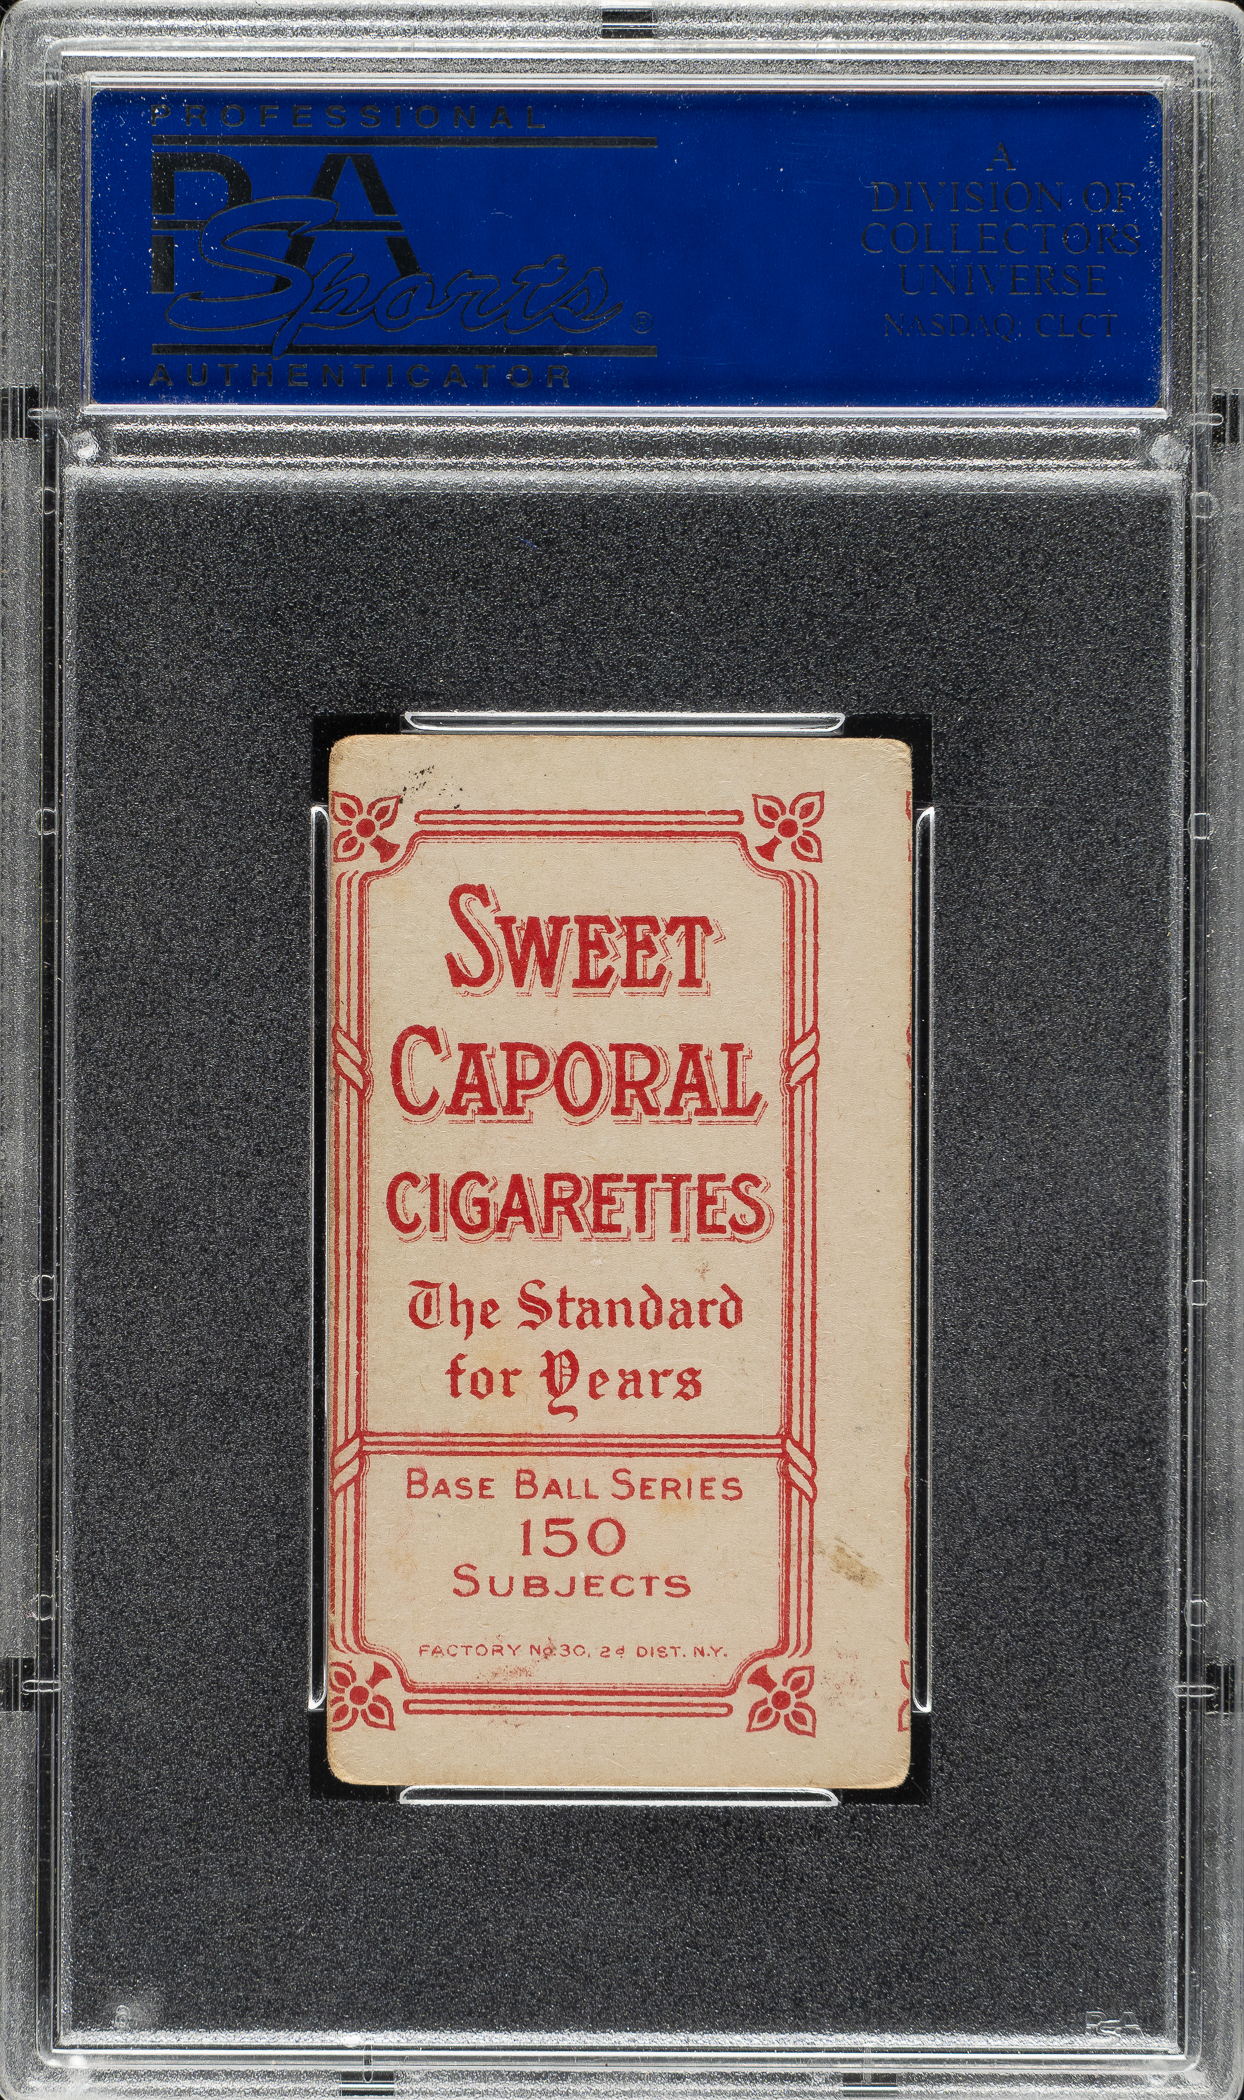 PROFESSIONAL
PSA
Sports ®
AUTHENTICATOR
A
DIVISION OF
COLLECTORS
UNIVERSE
NASDAQ: CLCT
SWEET
CAPORAL
CIGARETTES
The Standard
for Years
BASE BALL SERIES
150
SUBJECTS
FACTORY No. 30, 2d DIST. N.Y.
PSA